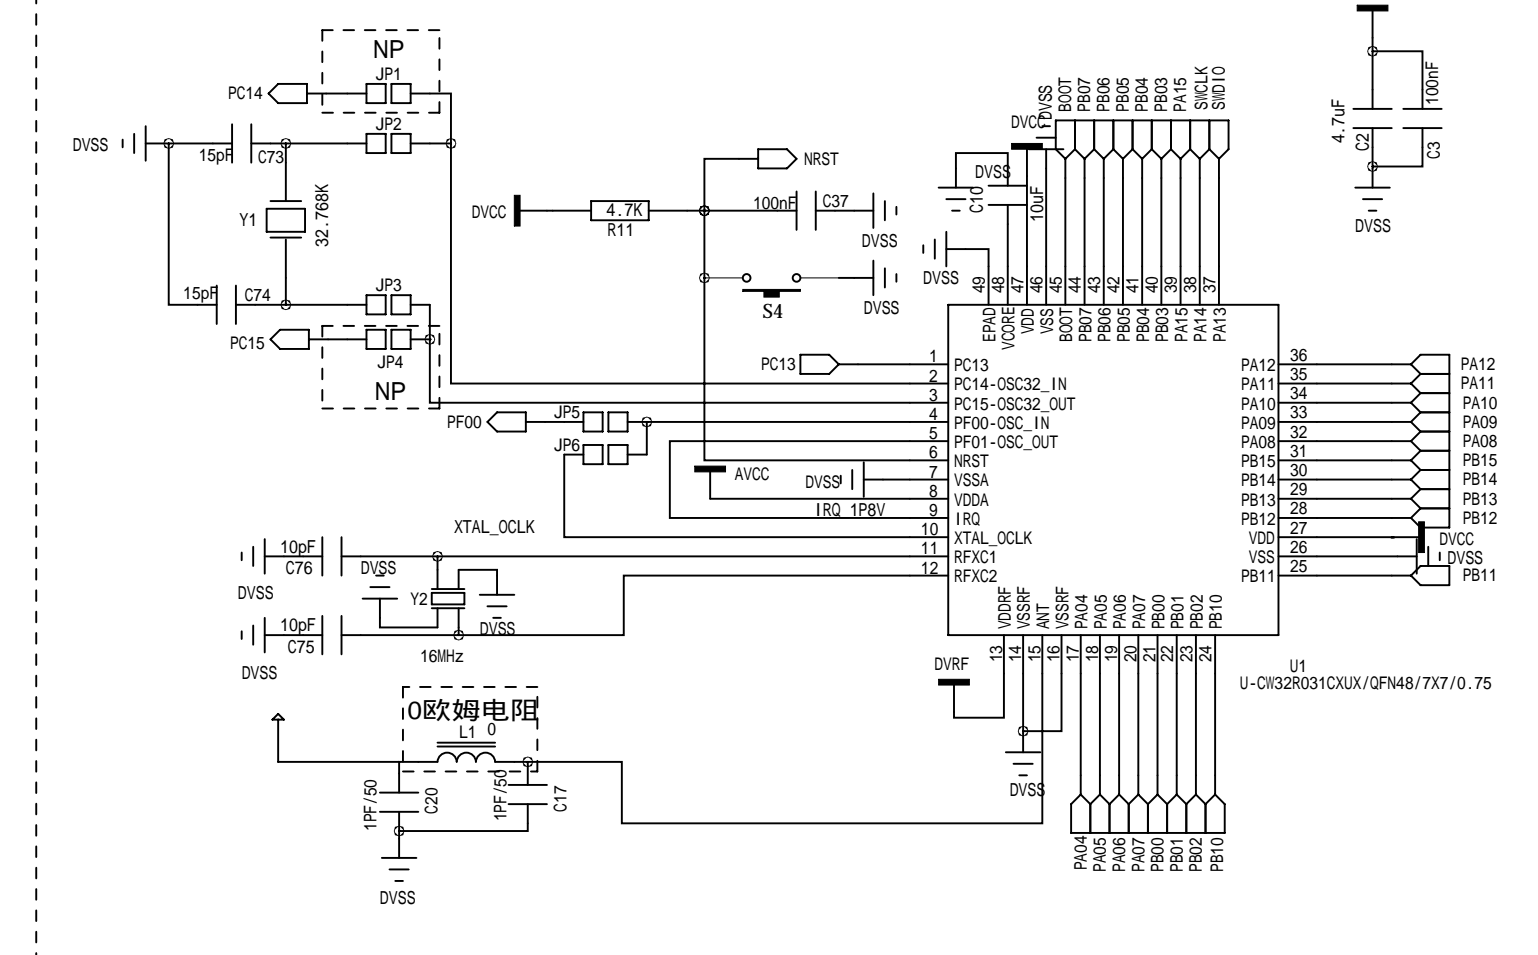 NP
JP1
PC14
JP2
DVSS
15pF
C73
Y1
32.768K
15pF
C74
JP3
PC15
JP4
NP
NRST
DVCC
4.7K
R11
100nF
C37
DVSS
S4
DVSS
DVCC
DVSS
DVSS
C10
10uF
DVSS
BOOT
PB07
PB06
PB05
PB04
PB03
PA15
SWCLK
SWDIO
4.7uF
C2
100nF
C3
DVSS
49
48
47
46
45
44
43
42
41
40
39
38
37
EPAD
VCORE
VDD
VSS
BOOT
PB07
PB06
PB05
PB04
PB03
PA15
PA14
PA13
PC13
1 PC13
2 PC14-OSC32_IN
3 PC15-OSC32_OUT
4 PF00-OSC_IN
5 PF01-OSC_OUT
6 NRST
7 VSSA
8 VDDA
9 IRQ
10 XTAL_OCLK
11 RFXC1
12 RFXC2
PF00
JP5
JP6
AVCC
DVSS
IRQ 1P8V
XTAL_OCLK
10pF
C76
DVSS
DVSS
Y2
DVSS
10pF
C75
DVSS
16MHz
PA12 36 PA12
PA11 35 PA11
PA10 34 PA10
PA09 33 PA09
PA08 32 PA08
PB15 31 PB15
PB14 30 PB14
PB13 29 PB13
PB12 28 PB12
VDD 27 DVCC
VSS 26 DVSS
PB11 25 PB11
VDDRF
VSSRF
ANT
VSSRF
PA04
PA05
PA06
PA07
PB00
PB01
PB02
PB10
13
14
15
16
17
18
19
20
21
22
23
24
U1
U-CW32R031CXUX/QFN48/7X7/0.75
DVRF
DVSS
PA04
PA05
PA06
PA07
PB00
PB01
PB02
PB10
0欧姆电阻
L1 0
1PF/50
C20
1PF/50
C17
DVSS